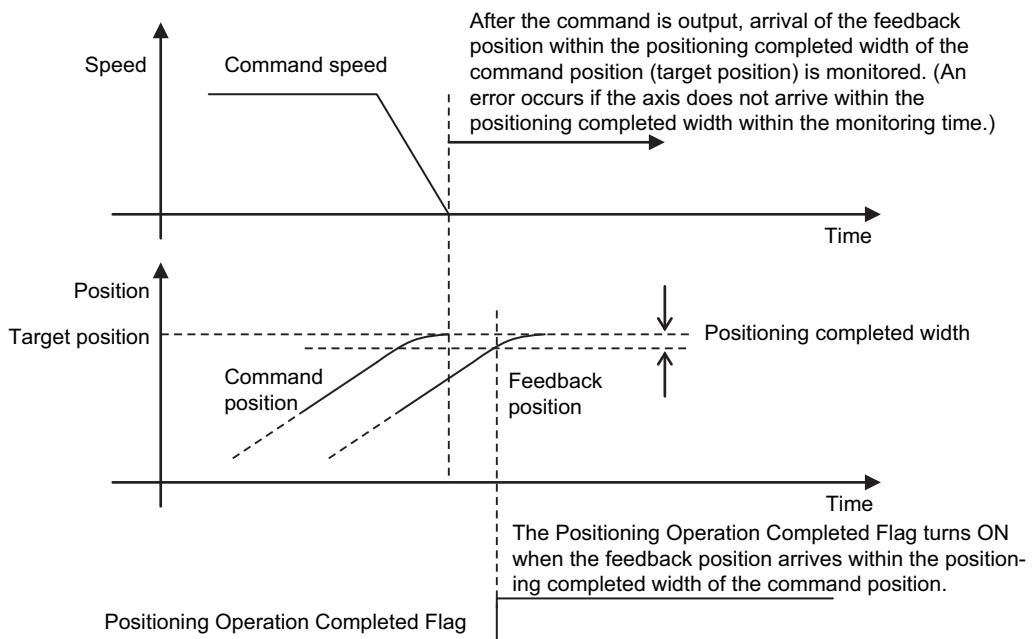 After the command is output, arrival of the feedback
position within the positioning completed width of the
command position (target position) is monitored. (An
error occurs if the axis does not arrive within the
positioning completed width within the monitoring time.)
Speed
Command speed
Time
Position
Target position
Positioning completed width
Command
position
Feedback
position
Time
The Positioning Operation Completed Flag turns ON
when the feedback position arrives within the position-
ing completed width of the command position.
Positioning Operation Completed Flag